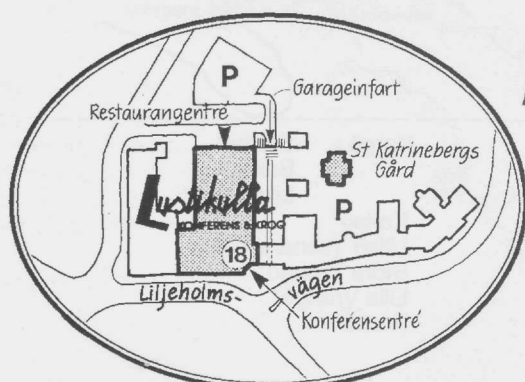 P
Garageinfart
Restaurangentré
St Katrinebergs
Gård
Lustikulla
KONFERENS & KROG
P
18
Liljeholms-
vägen
Konferensentré